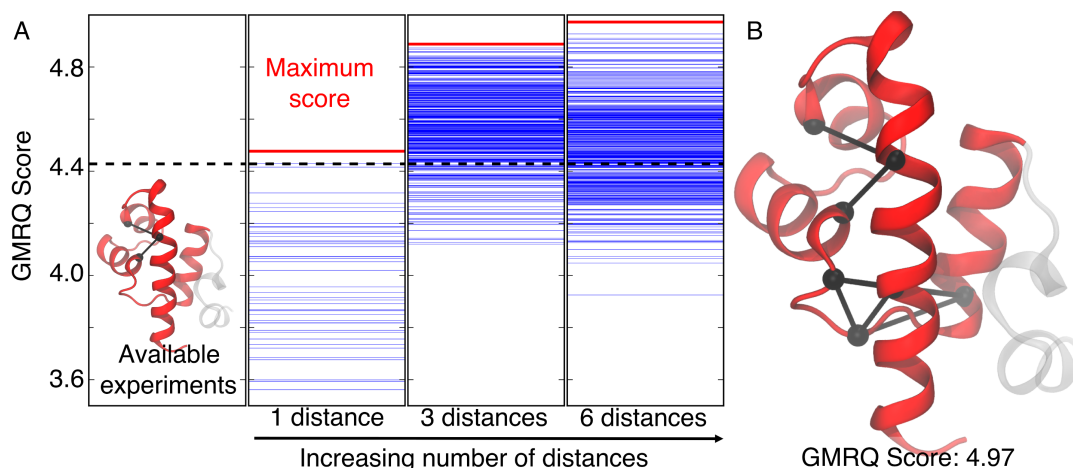 A
B
GMRQ Score
4.8
4.4
4.0
3.6
Maximum
score
Available
experiments
1 distance
3 distances
6 distances
Increasing number of distances
GMRQ Score: 4.97